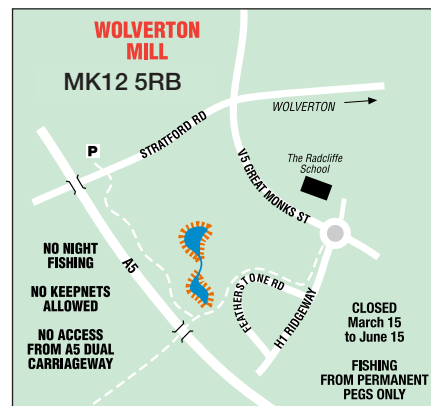 WOLVERTON
MILL
MK12 5RB
WOLVERTON
STRATFORD RD
P
V5 GREAT MONKS ST
The Radcliffe
School
NO NIGHT
FISHING
NO KEEPNETS
ALLOWED
NO ACCESS
FROM A5 DUAL
CARRIAGEWAY
A5
FEATHERSTONE RD
H1 RIDGEWAY
CLOSED
March 15
to June 15
FISHING
FROM PERMANENT
PEGS ONLY